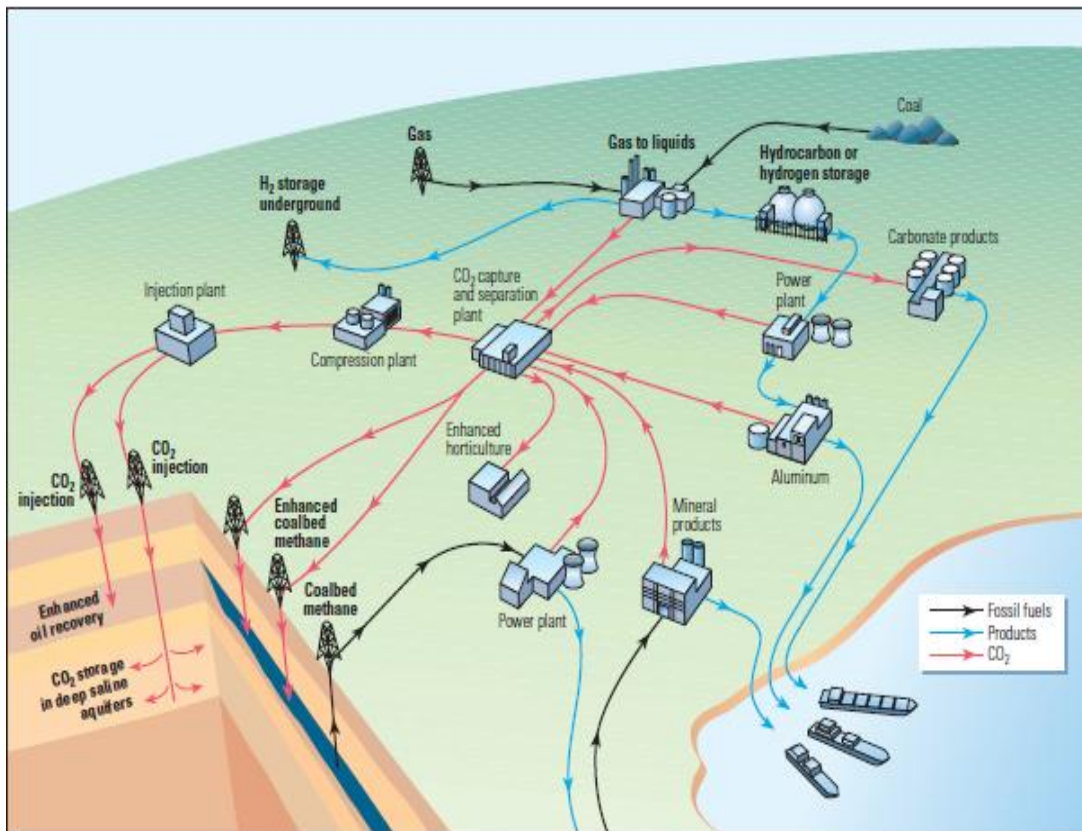 Coal
Gas
Gas to liquids
Hydrocarbon or
hydrogen storage
H₂ storage
underground
Carbonate products
CO₂ capture
and separation
plant
Power
plant
Injection plant
Compression plant
Enhanced
horticulture
Aluminum
CO₂
injection
CO₂
injection
Mineral
products
Enhanced
coalbed
methane
Coalbed
methane
Power plant
Enhanced
oil recovery
CO₂ storage
in deep saline
aquifers
Fossil fuels
Products
CO₂